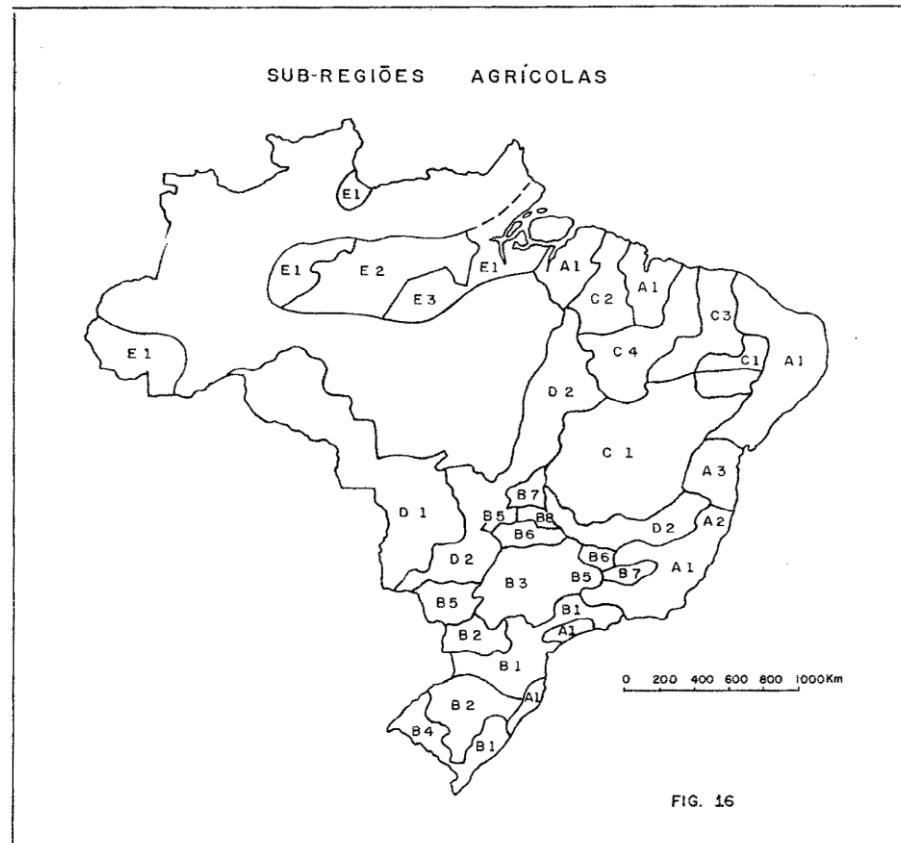 SUB-REGIÕES AGRÍCOLAS
E1
E1
E2
E3
E1
A1
C2
A1
C3
C4
C1
A1
E1
D2
C1
A3
D1
B7
B5
B8
B6
D2
A2
D2
B6
B7
A1
B3
B5
B5
B1
A1
B2
B1
B2
A1
B4
B1
0 200 400 600 800 1000Km
FIG. 16